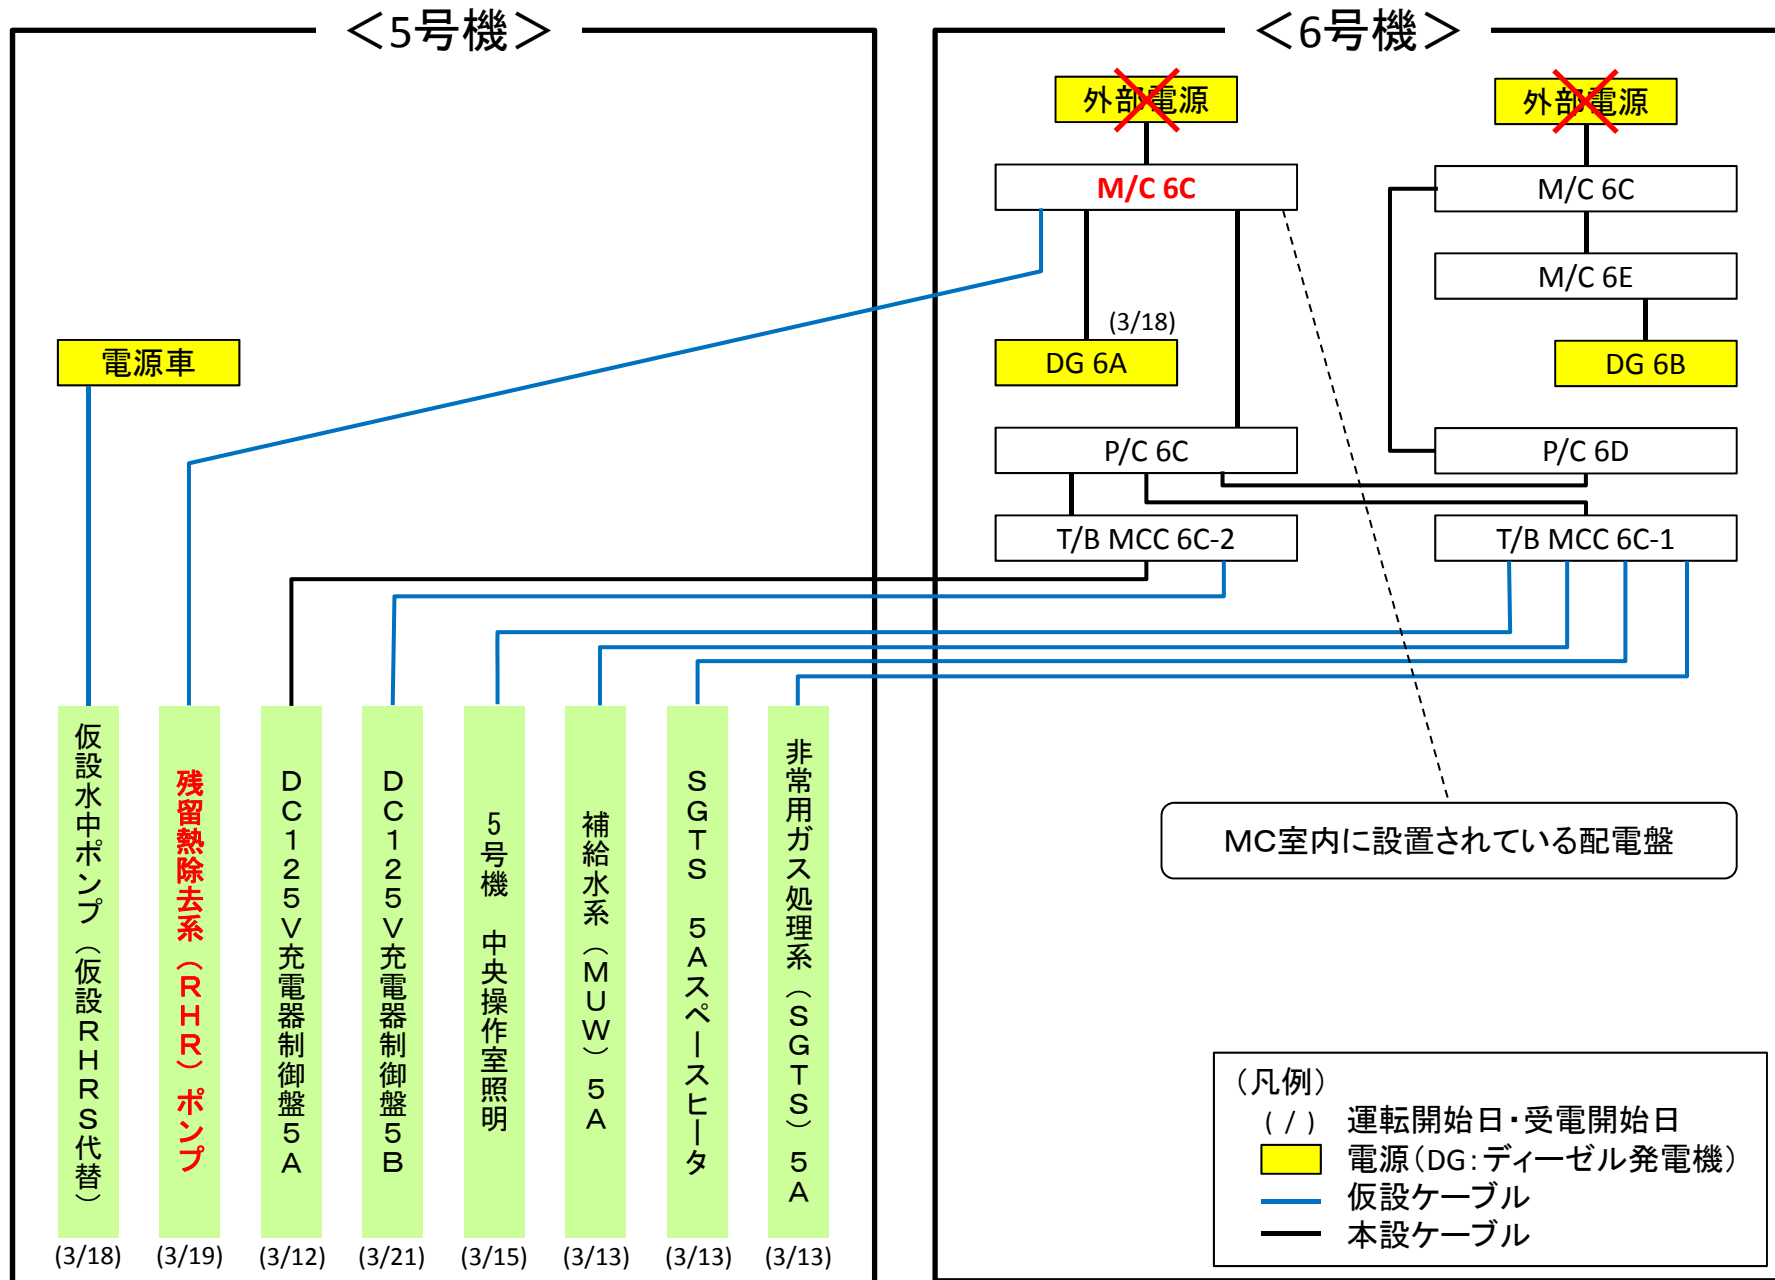 ＜5号機＞
電源車
仮設水中ポンプ（仮設ＲＨＲＳ代替）
(3/18)
残留熱除去系（ＲＨＲ）ポンプ
(3/19)
ＤＣ１２５Ｖ充電器制御盤５Ａ
(3/12)
ＤＣ１２５Ｖ充電器制御盤５Ｂ
(3/21)
５号機　中央操作室照明
(3/15)
補給水系（ＭＵＷ）５Ａ
(3/13)
ＳＧＴＳ　５Ａスペースヒータ
(3/13)
非常用ガス処理系（ＳＧＴＳ）５Ａ
(3/13)
＜6号機＞
外部電源
M/C 6C
(3/18)
DG 6A
P/C 6C
T/B MCC 6C-2
外部電源
M/C 6C
M/C 6E
DG 6B
P/C 6D
T/B MCC 6C-1
MC室内に設置されている配電盤
（凡例）
( / ) 運転開始日・受電開始日
電源（DG：ディーゼル発電機）
仮設ケーブル
本設ケーブル